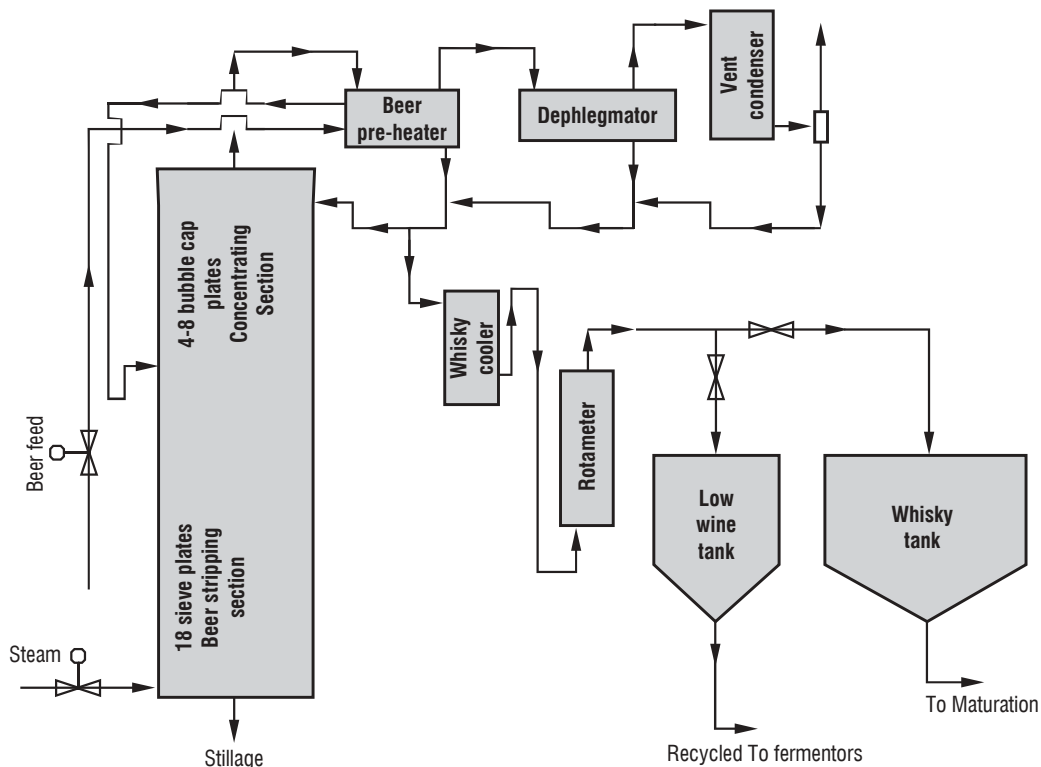 Vent
condenser
Beer
pre-heater
Dephlegmator
4-8 bubble cap
plates
Concentrating
Section
Whisky
cooler
Rotameter
Beer feed
Low
wine
tank
Whisky
tank
18 sieve plates
Beer stripping
section
Steam
To Maturation
Stillage
Recycled To fermentors